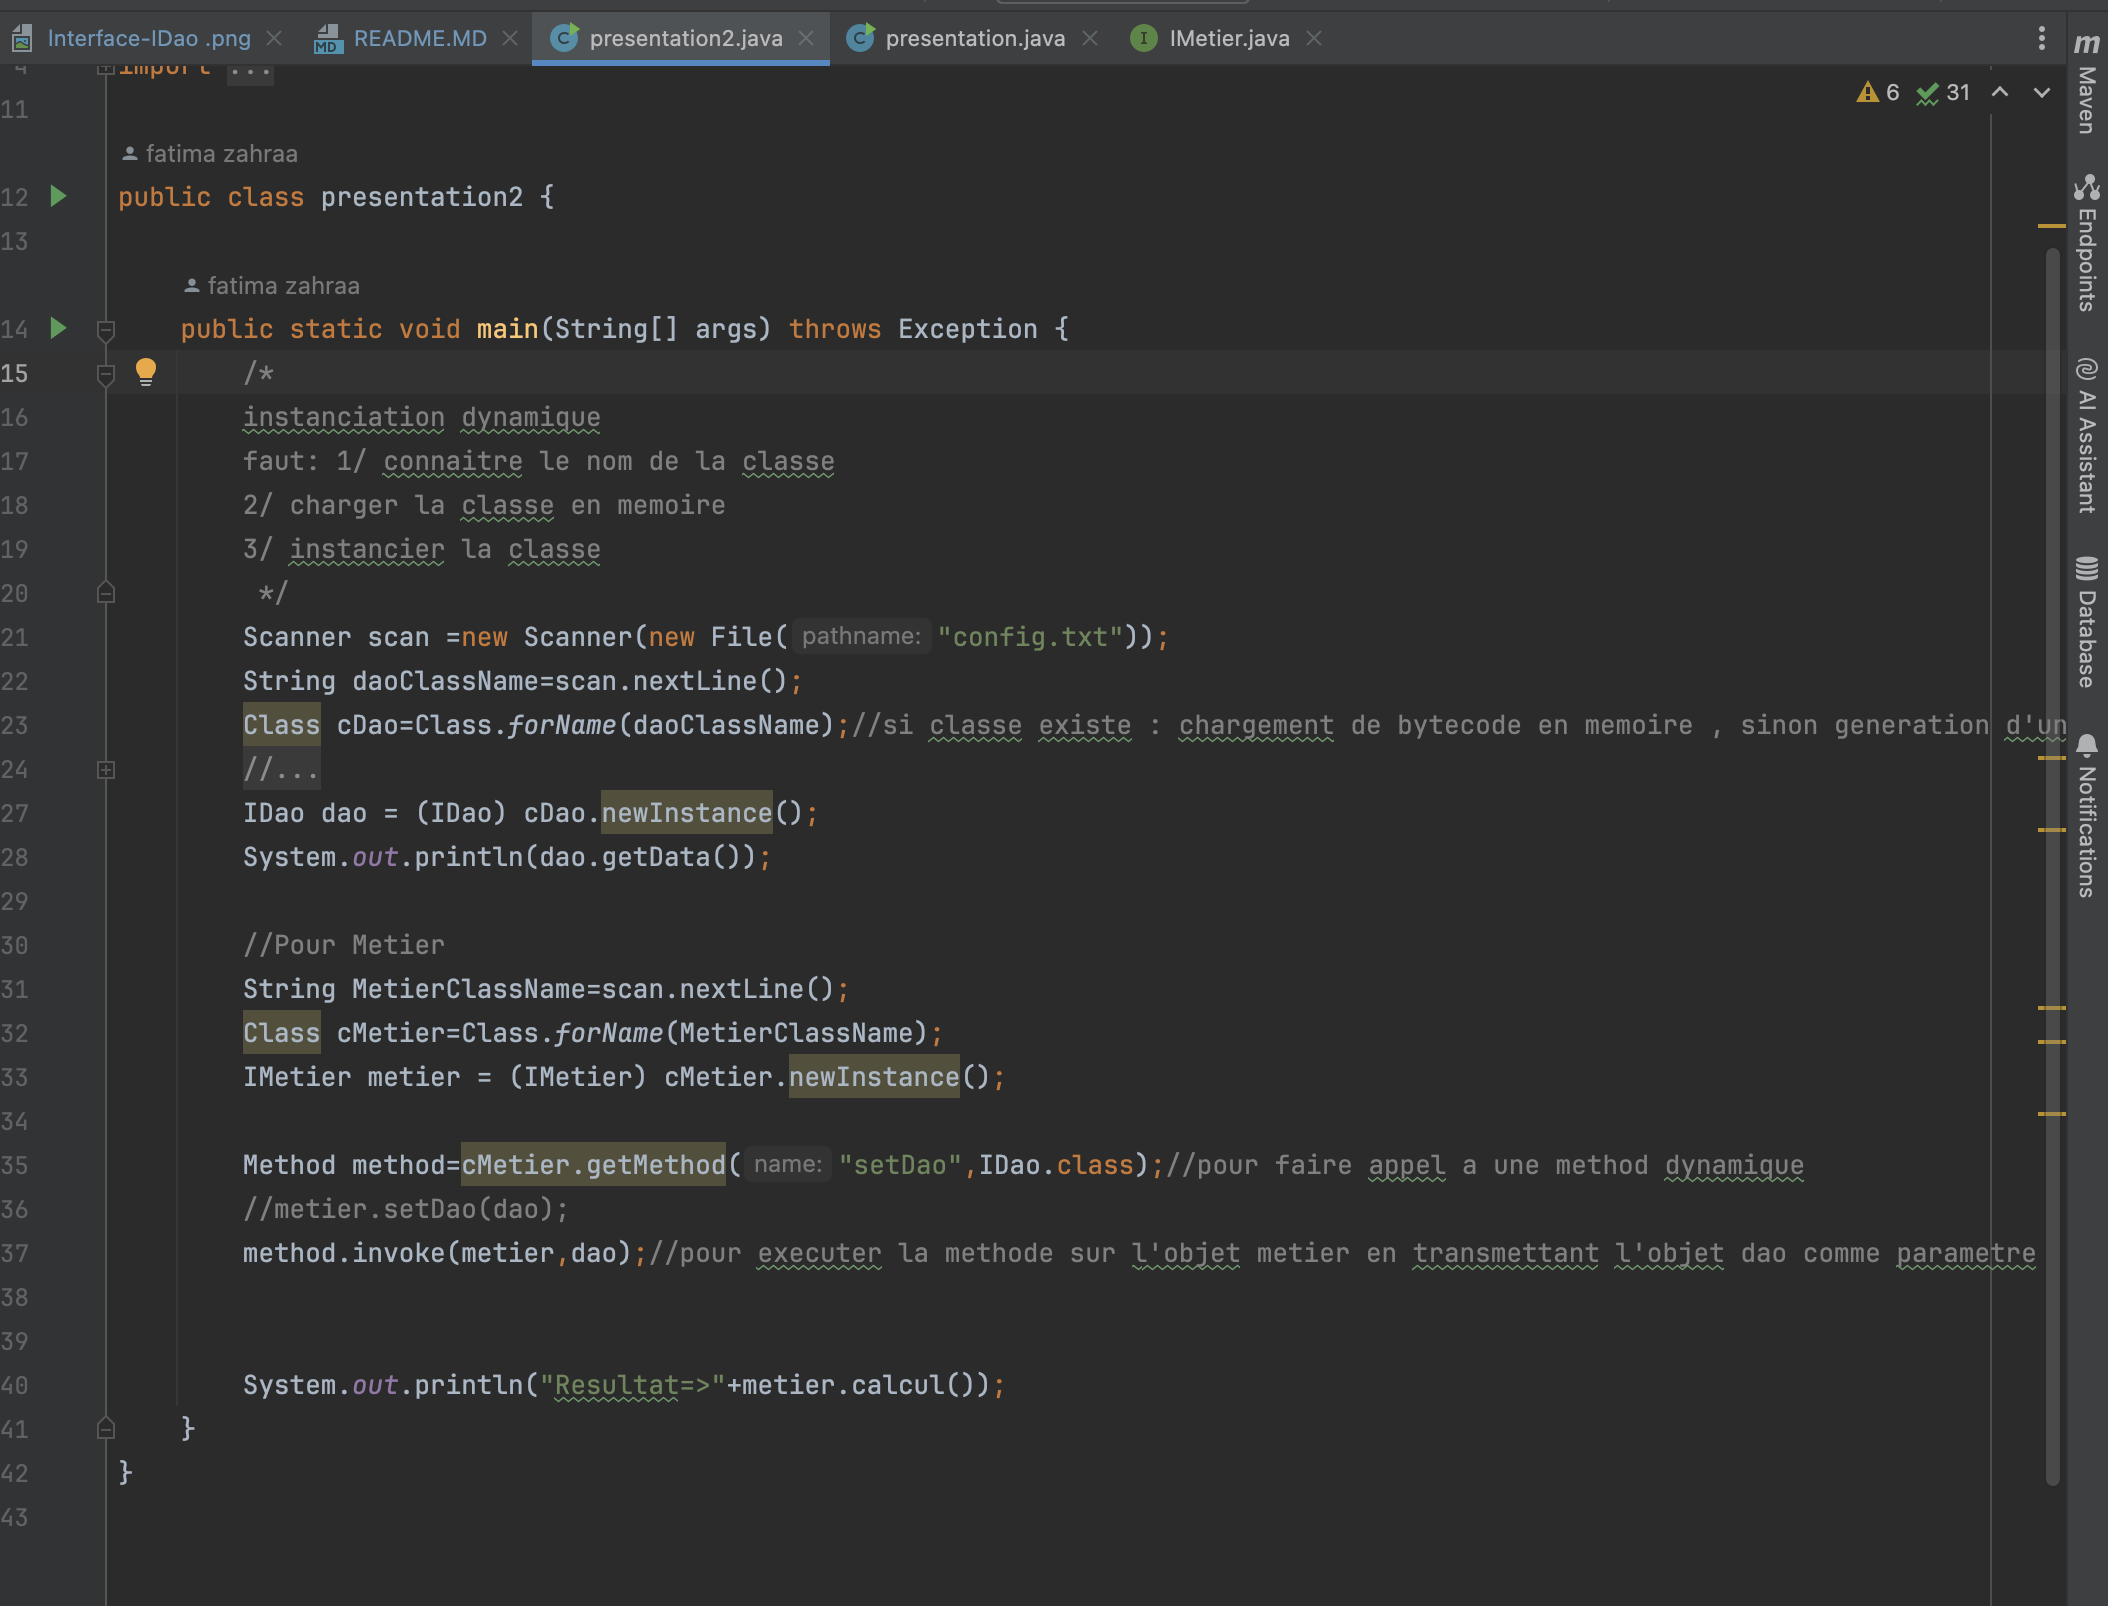 Interface-IDao .png
README.MD
presentation2.java
presentation.java
IMetier.java
4 import ...
6 31
11
fatima zahraa
12 public class presentation2 {
13
fatima zahraa
14 public static void main(String[] args) throws Exception {
15 /*
16 instanciation dynamique
17 faut: 1/ connaitre le nom de la classe
18 2/ charger la classe en memoire
19 3/ instancier la classe
20 */
21 Scanner scan =new Scanner(new File( pathname: "config.txt"));
22 String daoClassName=scan.nextLine();
23 Class cDao=Class.forName(daoClassName);//si classe existe : chargement de bytecode en memoire , sinon generation d'un
24 //...
27 IDao dao = (IDao) cDao.newInstance();
28 System.out.println(dao.getData());
29
30 //Pour Metier
31 String MetierClassName=scan.nextLine();
32 Class cMetier=Class.forName(MetierClassName);
33 IMetier metier = (IMetier) cMetier.newInstance();
34
35 Method method=cMetier.getMethod( name: "setDao",IDao.class);//pour faire appel a une method dynamique
36 //metier.setDao(dao);
37 method.invoke(metier,dao);//pour executer la methode sur l'objet metier en transmettant l'objet dao comme parametre
38
39
40 System.out.println("Resultat=>"+metier.calcul());
41 }
42 }
43
m Maven
Endpoints
AI Assistant
Database
Notifications